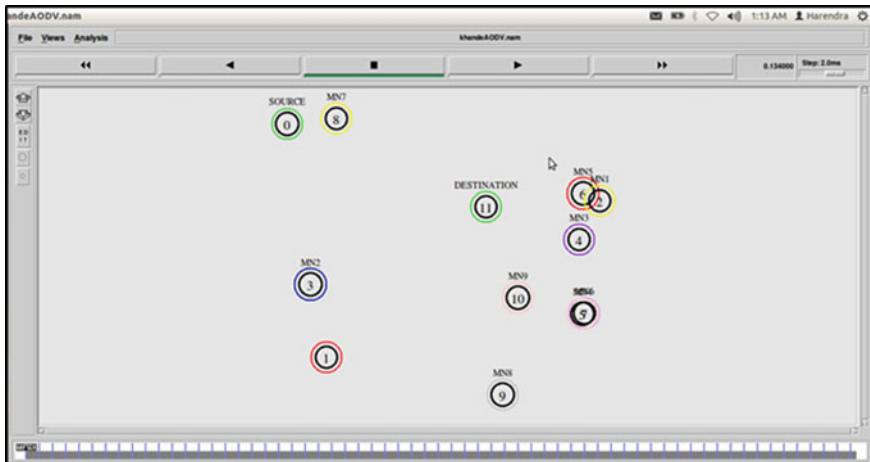 andeAODV.nam 1:13 AM Harendra
File Views Analysis khandeAODV.nam
0.134000 Step: 2.0ms
SOURCE MN7
0 8
MN5
MN1
DESTINATION 6 2
11
MN3
4
MN2
3
MN9
10
5
1
MN8
9